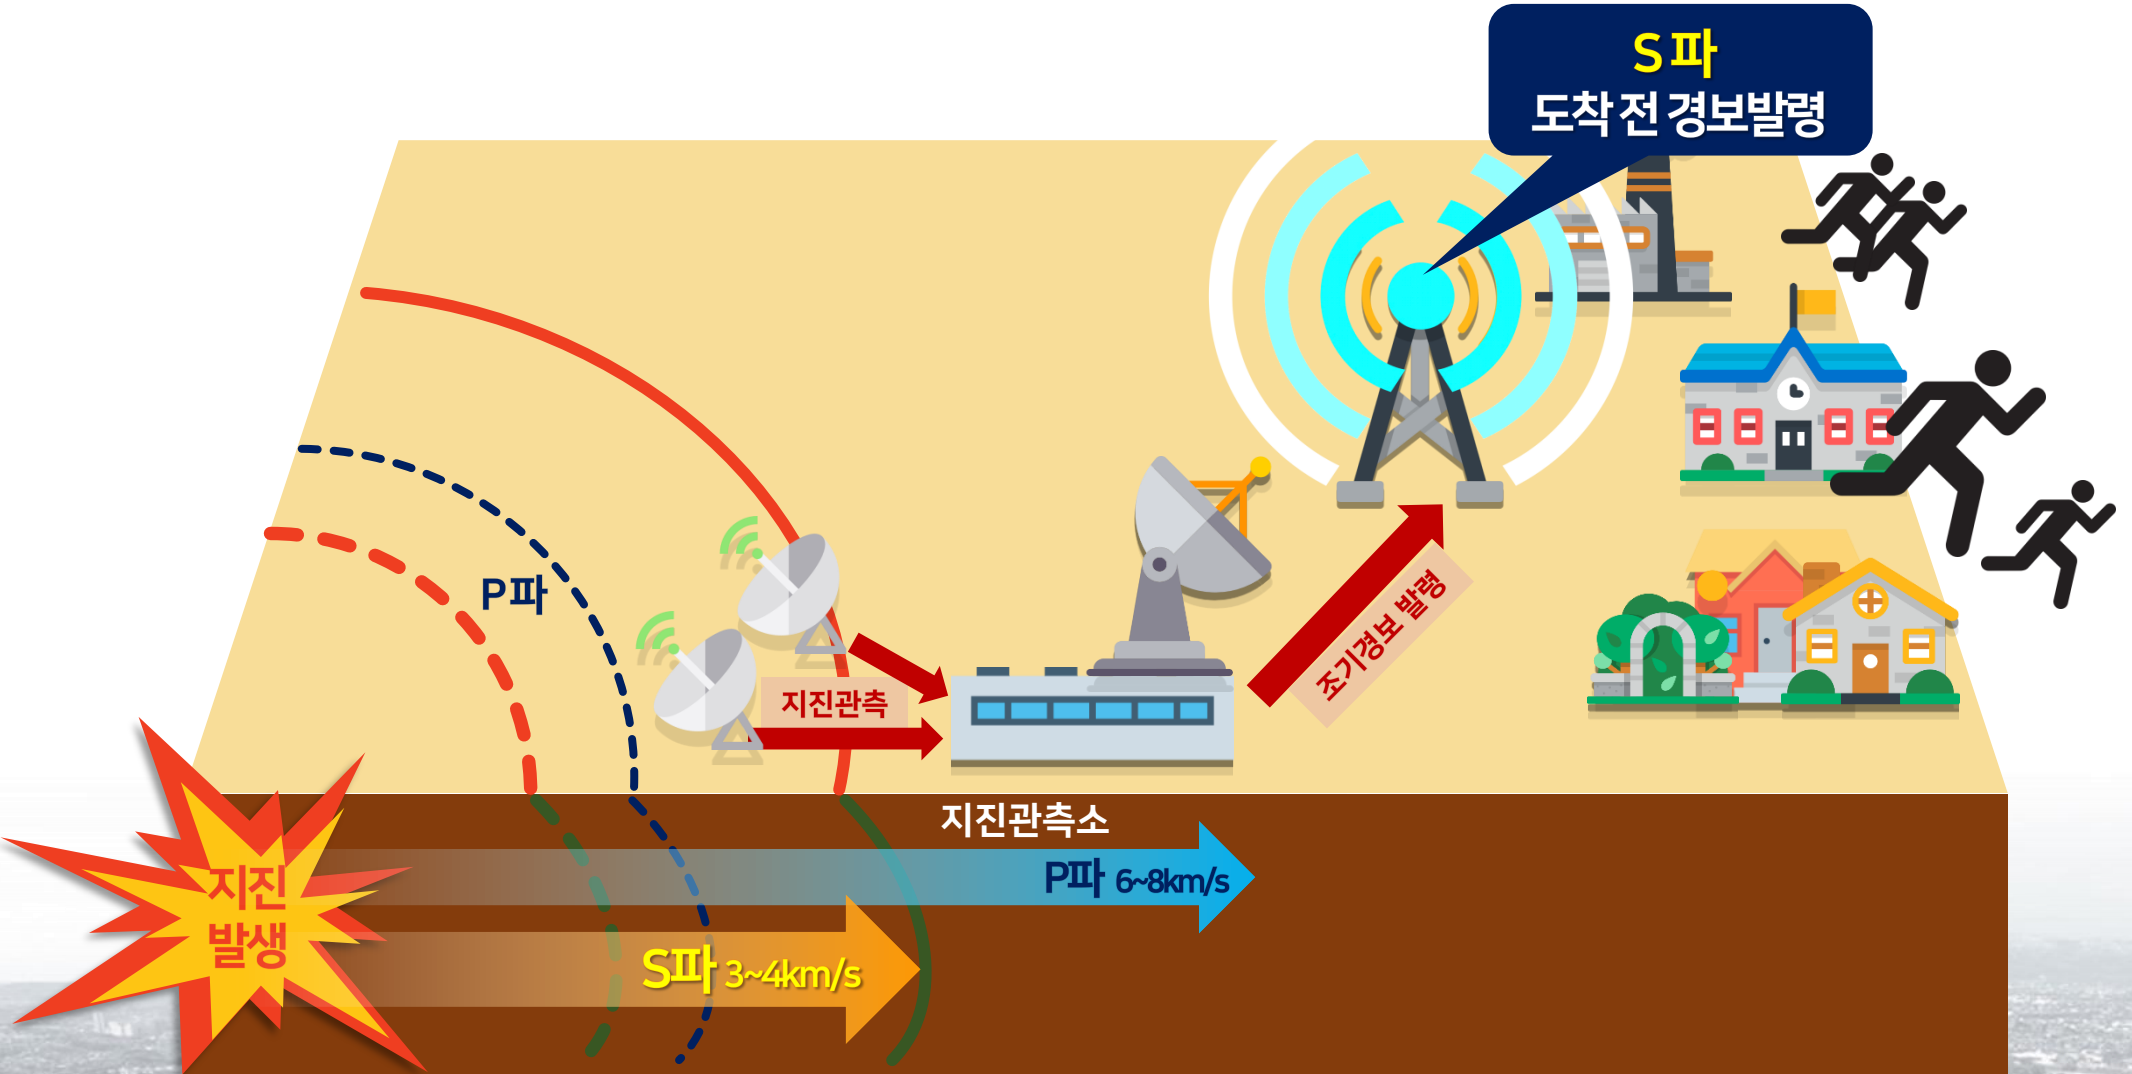 S파
도착 전 경보발령
P파
지진관측
조기경보 발령
지진관측소
P파 6~8km/s
지진
발생
S파 3~4km/s